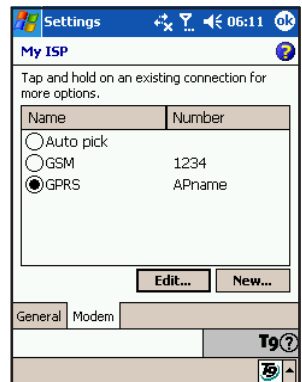 Settings 06:11 ok
My ISP ?
Tap and hold on an existing connection for
more options.
Name Number
Auto pick
GSM 1234
GPRS APname
Edit... New...
General Modem
T9?
T9